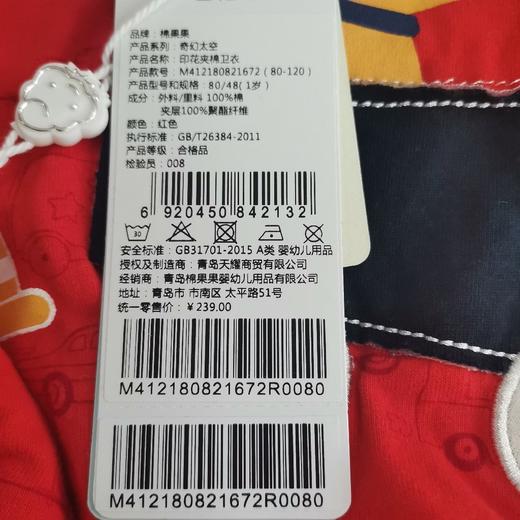 品牌：棉果果
产品系列：奇幻太空
产品名称：印花夹棉卫衣
产品款号：M412180821672（80-120）
产品型号和规格：80/48(1岁)
成分：外料/里料 100%棉
夹层100%聚酯纤维
颜色：红色
执行标准：GB/T26384-2011
产品等级：合格品
检验员：008
6 920450 842132
30
安全标准：GB31701-2015 A类 婴幼儿用品
授权及制造商：青岛天耀商贸有限公司
经销商：青岛棉果果婴幼儿用品有限公司
地址：青岛市 市南区 太平路51号
统一零售价：￥239.00
M412180821672R0080
M412180821672R0080